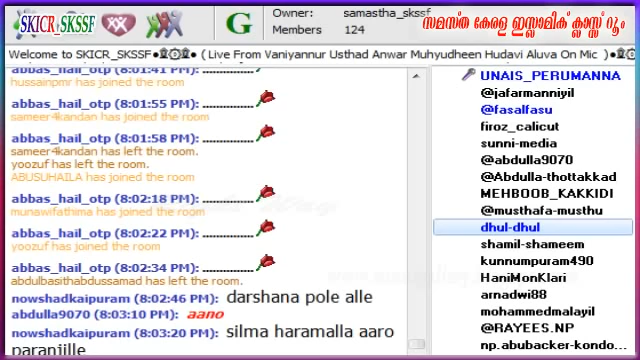 SKICR_SKSSF
G
Owner: samastha_skssf
Members 124
സമസ്ത കേരള ഇസ്ലാമിക് ക്ലാസ്സ് റൂം
Welcome to SKICR_SKSSF ( Live From Vaniyannur Usthad Anwar Muhyudheen Hudavi Aluva On Mic )
abbas_hail_otp (8:01:41 PM): ...............
hussainpmr has joined the room.
abbas_hail_otp (8:01:55 PM): ...............
sameer4kandan has joined the room.
abbas_hail_otp (8:01:58 PM): ...............
sameer4kandan has left the room.
yoozuf has left the room.
ABUSUHAILA has joined the room.
abbas_hail_otp (8:02:18 PM): ...............
munawifathima has joined the room.
abbas_hail_otp (8:02:22 PM): ...............
yoozuf has joined the room.
abbas_hail_otp (8:02:34 PM): ...............
abdulbasithabdussamad has left the room.
nowshadkaipuram (8:02:46 PM): darshana pole alle
abdulla9070 (8:03:10 PM): aano
nowshadkaipuram (8:03:20 PM): silma haramalla aaro
paranjille
UNAIS_PERUMANNA
@jafarmanniyil
@fasalfasu
firoz_calicut
sunni-media
@abdulla9070
@Abdulla-thottakkad
MEHBOOB_KAKKIDI
@musthafa-musthu
dhul-dhul
shamil-shameem
kunnumpuram490
HaniMonKlari
arnadwi88
mohammedmalayil
@RAYEES.NP
np.abubacker-kondo...